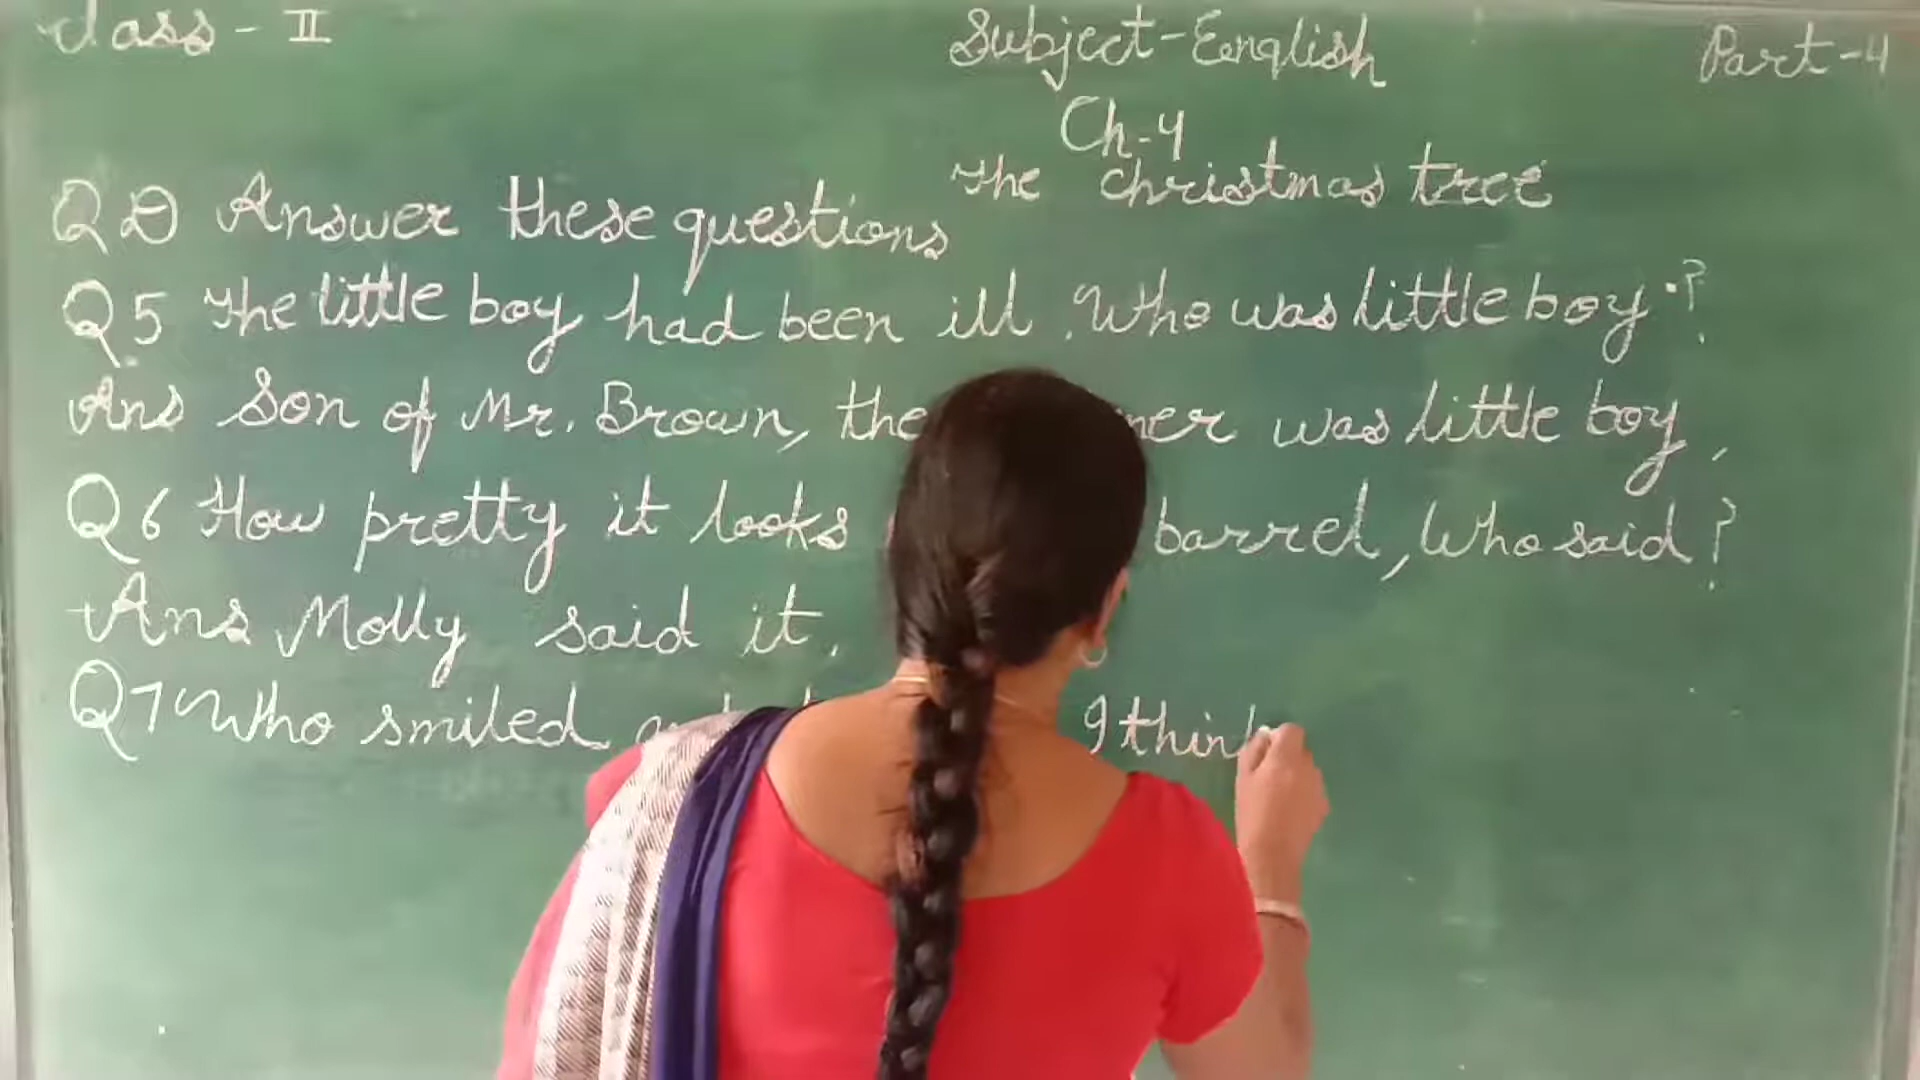 Class - II
Subject - English
Part - 4
Ch - 4
The christmas tree
Q D Answer these questions
Q5 The little boy had been ill. Who was little boy?
Ans Son of Mr. Brown, the was little boy.
Q6 How pretty it looks barrel, Who said?
Ans Molly said it.
Q7 Who smiled I think